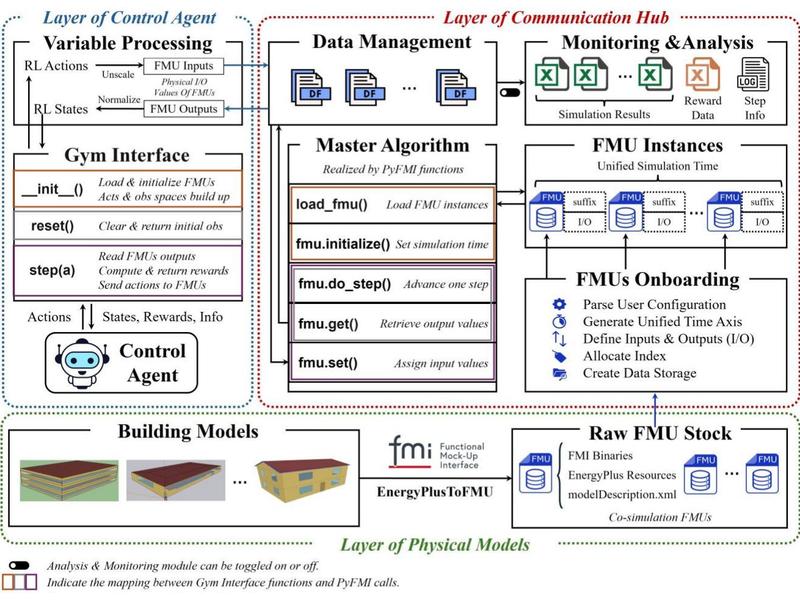 Layer of Control Agent
Layer of Communication Hub
Variable Processing
RL Actions
Unscale
FMU Inputs
Physical I/O
Values Of FMUs
RL States
Normalize
FMU Outputs
Gym Interface
__init__()
Load & initialize FMUs
Acts & obs spaces build up
reset()
Clear & return initial obs
step(a)
Read FMUs outputs
Compute & return rewards
Send actions to FMUs
Actions
States, Rewards, Info
Control
Agent
Data Management
DF
DF
...
DF
Monitoring &Analysis
X
X
...
X
X
LOG
Simulation Results
Reward
Data
Step
Info
Master Algorithm
Realized by PyFMI functions
load_fmu()
Load FMU instances
fmu.initialize()
Set simulation time
fmu.do_step()
Advance one step
fmu.get()
Retrieve output values
fmu.set()
Assign input values
FMU Instances
Unified Simulation Time
FMU
suffix
I/O
FMU
suffix
I/O
...
FMU
suffix
I/O
FMUs Onboarding
Parse User Configuration
Generate Unified Time Axis
Define Inputs & Outputs (I/O)
Allocate Index
Create Data Storage
Building Models
...
fmi
Functional
Mock-Up
Interface
EnergyPlusToFMU
Raw FMU Stock
FMU
FMI Binaries
EnergyPlus Resources
modelDescription.xml
FMU
...
FMU
Co-simulation FMUs
Layer of Physical Models
Analysis & Monitoring module can be toggled on or off.
Indicate the mapping between Gym Interface functions and PyFMI calls.